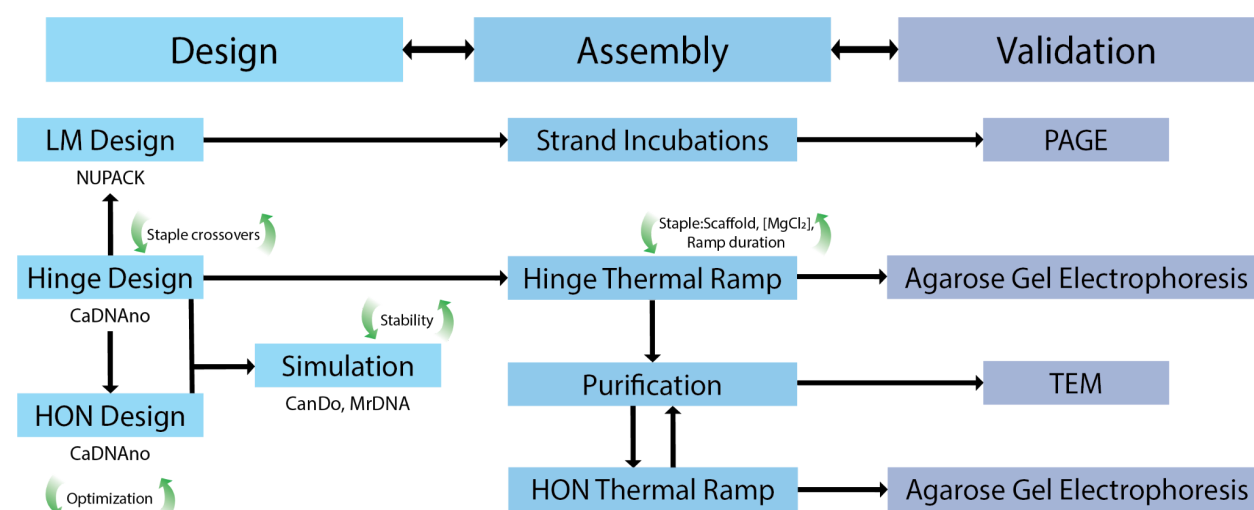 Design
Assembly
Validation
LM Design
Strand Incubations
PAGE
NUPACK
Staple crossovers
Staple:Scaffold, [MgCl₂],
Ramp duration
Hinge Design
Hinge Thermal Ramp
Agarose Gel Electrophoresis
CaDNAno
Stability
Simulation
CanDo, MrDNA
Purification
TEM
HON Design
CaDNAno
Optimization
HON Thermal Ramp
Agarose Gel Electrophoresis